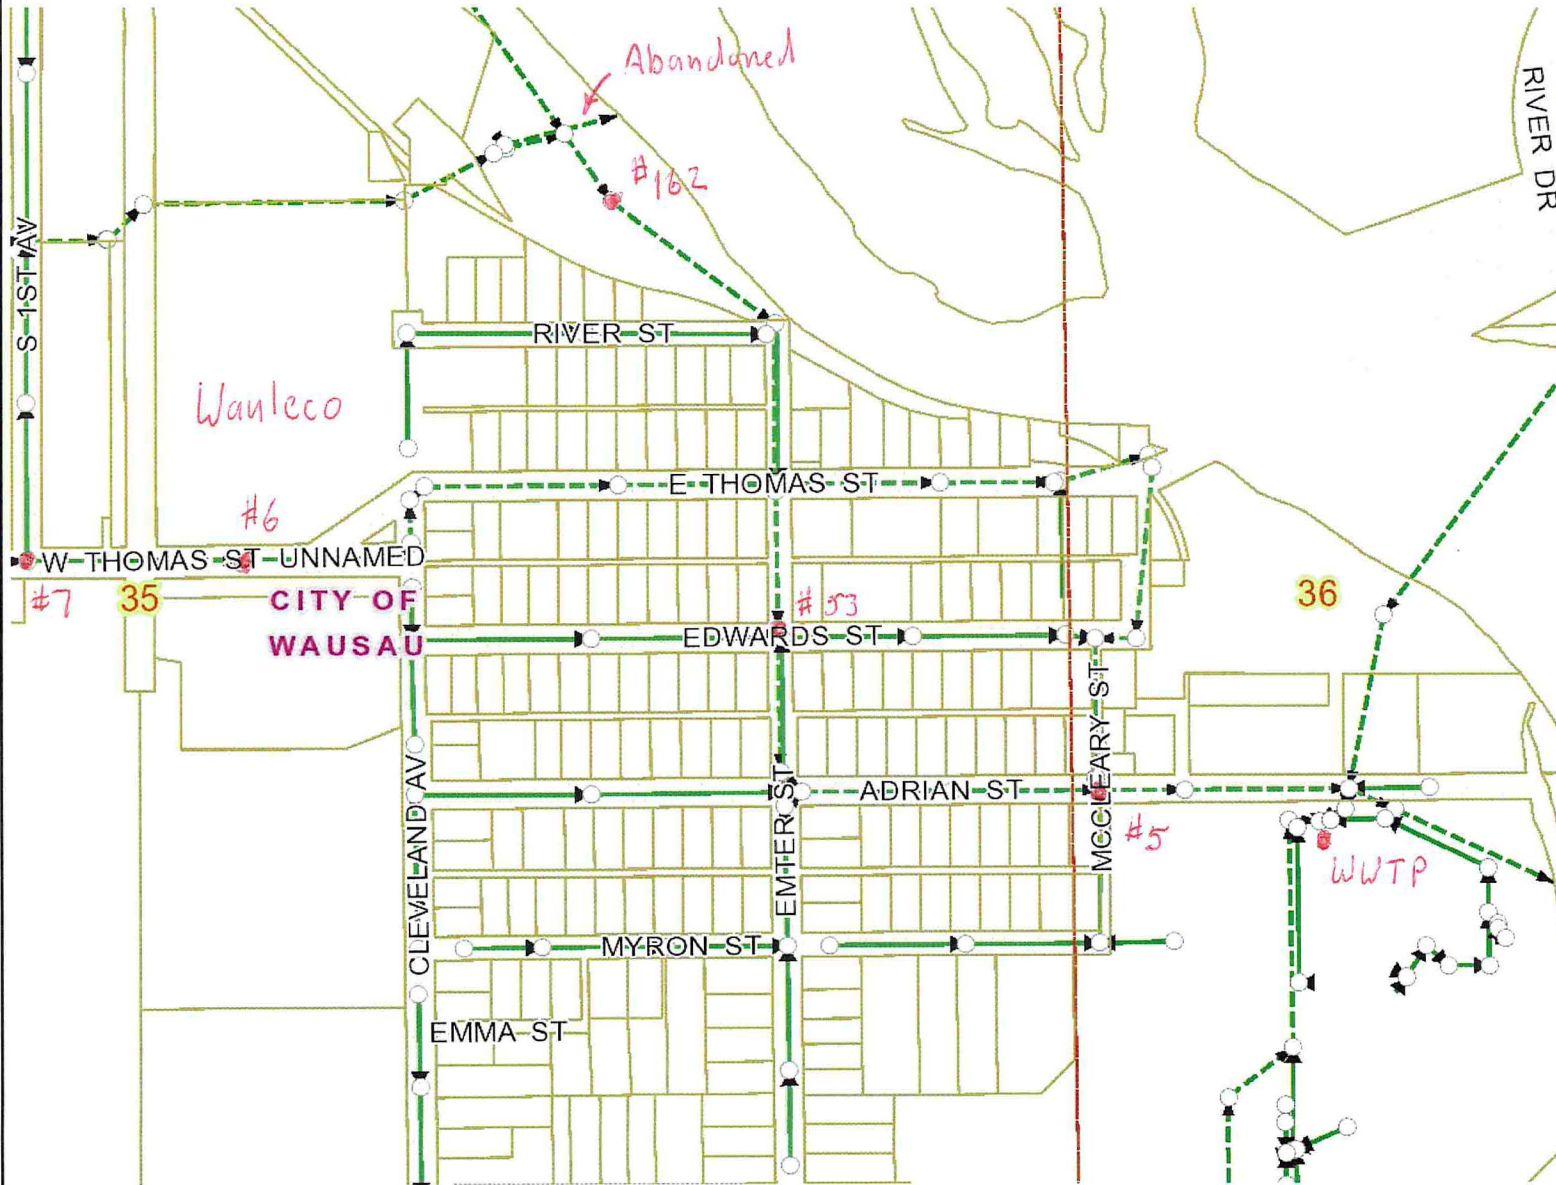 Abandoned
RIVER DR
#162
S 1ST AV
RIVER ST
Wauleco
E THOMAS ST
#6
W THOMAS ST UNNAMED
#7
35
CITY OF
WAUSAU
#53
36
EDWARDS ST
MCCLEARY ST
ADRIAN ST
#5
CLEVELAND AV
EMTER ST
WWTP
MYRON ST
EMMA ST